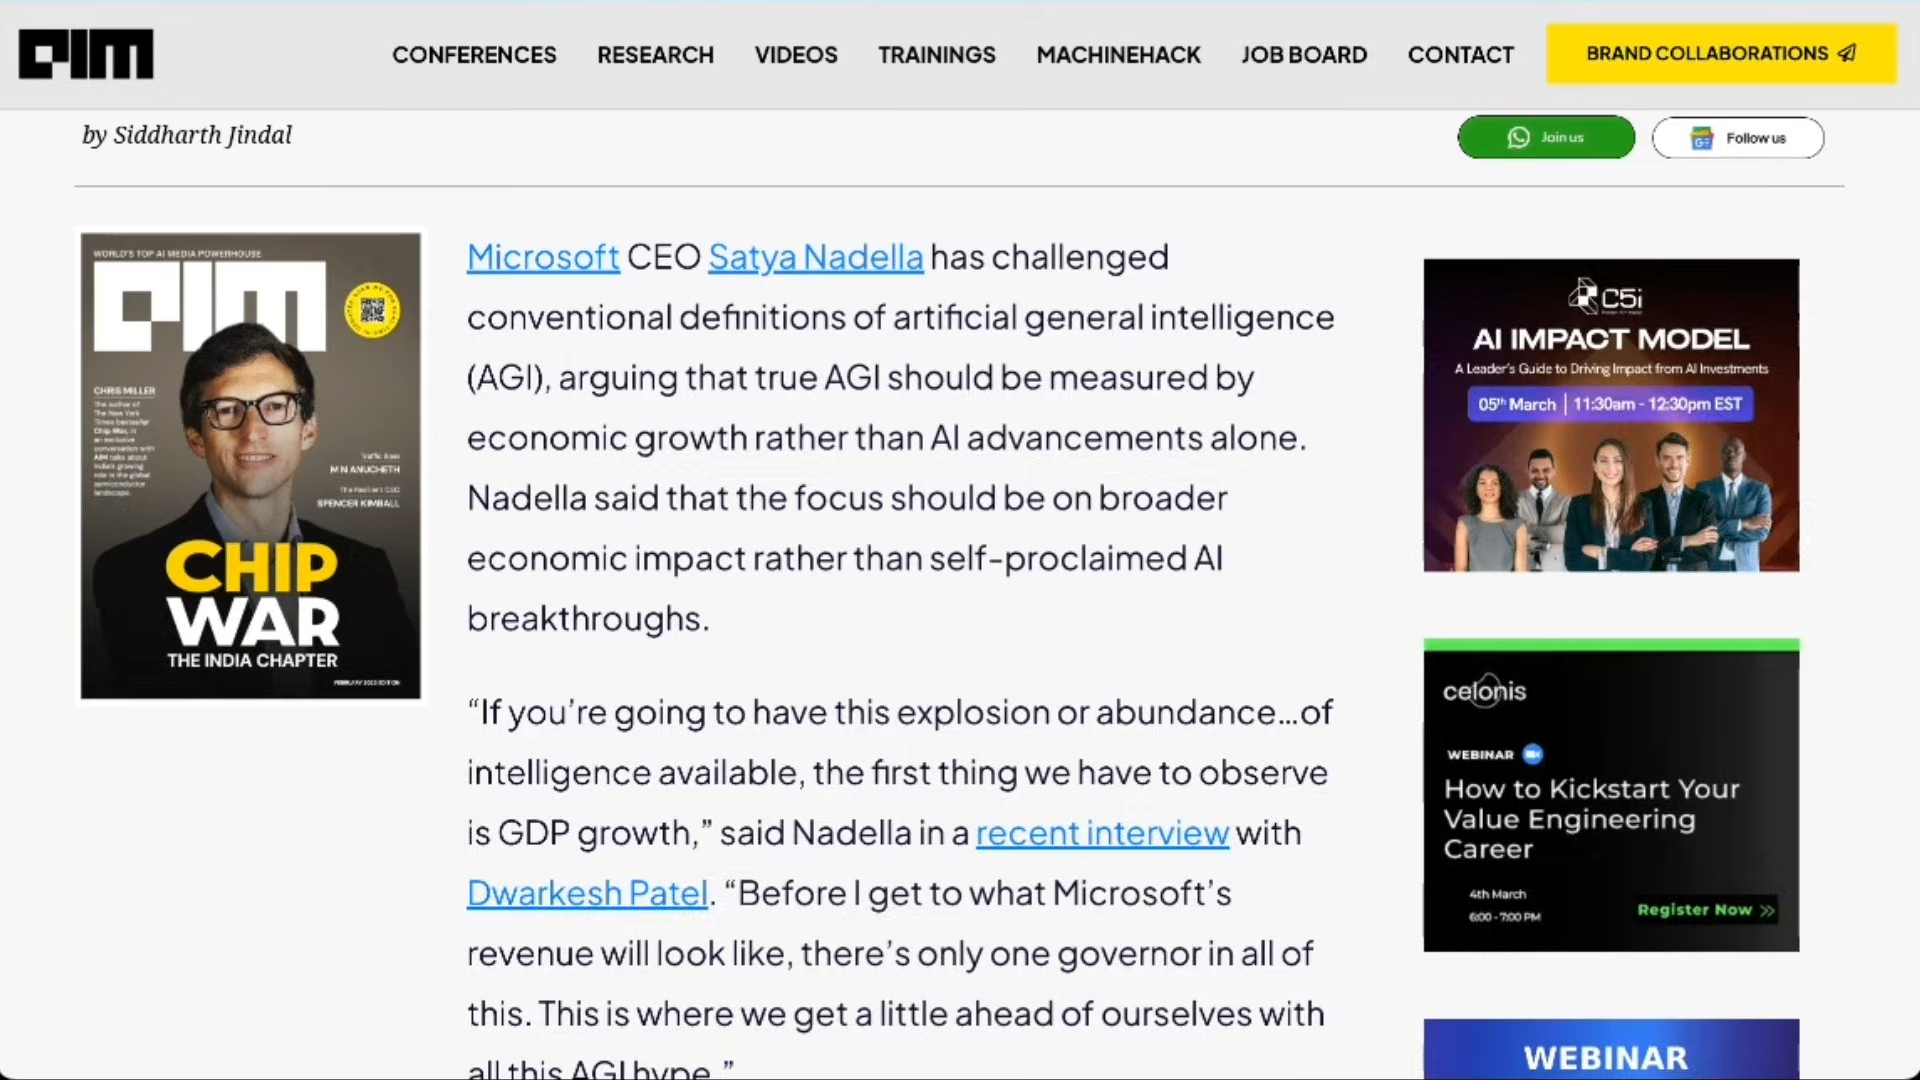 AIM
CONFERENCES
RESEARCH
VIDEOS
TRAININGS
MACHINEHACK
JOB BOARD
CONTACT
BRAND COLLABORATIONS
by Siddharth Jindal
Join us
Follow us
WORLD'S TOP AI MEDIA POWERHOUSE
AIM
CHRIS MILLER
The author of
The New York
Times bestseller
Chip War, in
an exclusive
conversation with
AIM talks about
India's growing
role in the global
semiconductor
landscape.
M N ANUCHETH
SPENCER KIMBALL
CHIP
WAR
THE INDIA CHAPTER
FEBRUARY 2025 EDITION
Microsoft CEO Satya Nadella has challenged
conventional definitions of artificial general intelligence
(AGI), arguing that true AGI should be measured by
economic growth rather than AI advancements alone.
Nadella said that the focus should be on broader
economic impact rather than self-proclaimed AI
breakthroughs.
“If you’re going to have this explosion or abundance…of
intelligence available, the first thing we have to observe
is GDP growth,” said Nadella in a recent interview with
Dwarkesh Patel. “Before I get to what Microsoft’s
revenue will look like, there’s only one governor in all of
this. This is where we get a little ahead of ourselves with
all this AGI hype.”
C5i
AI IMPACT MODEL
A Leader's Guide to Driving Impact from AI Investments
05th March | 11:30am - 12:30pm EST
celonis
WEBINAR
How to Kickstart Your
Value Engineering
Career
4th March
6:00 - 7:00 PM
Register Now
WEBINAR